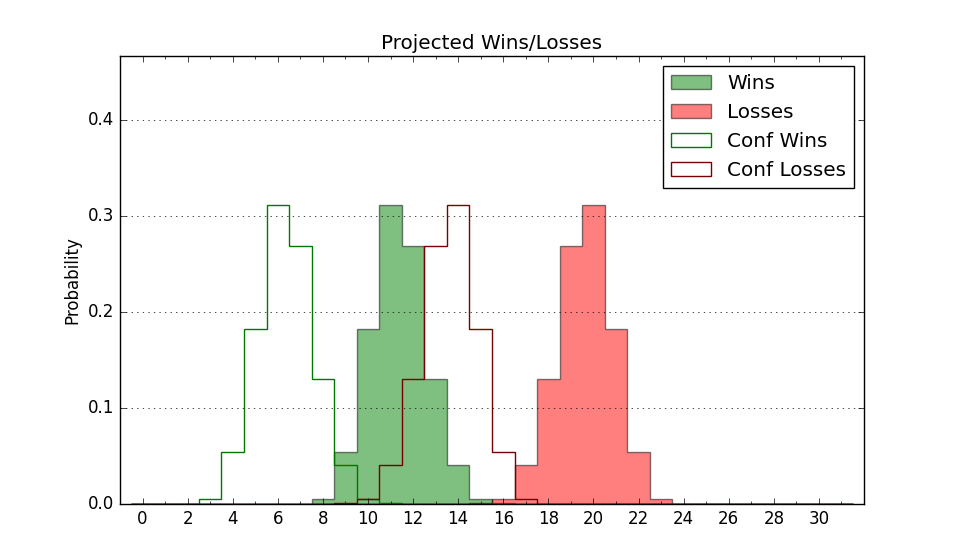 Projected Wins/Losses
Wins
Losses
Conf Wins
Conf Losses
Probability
0.4
0.3
0.2
0.1
0.0
0 2 4 6 8 10 12 14 16 18 20 22 24 26 28 30